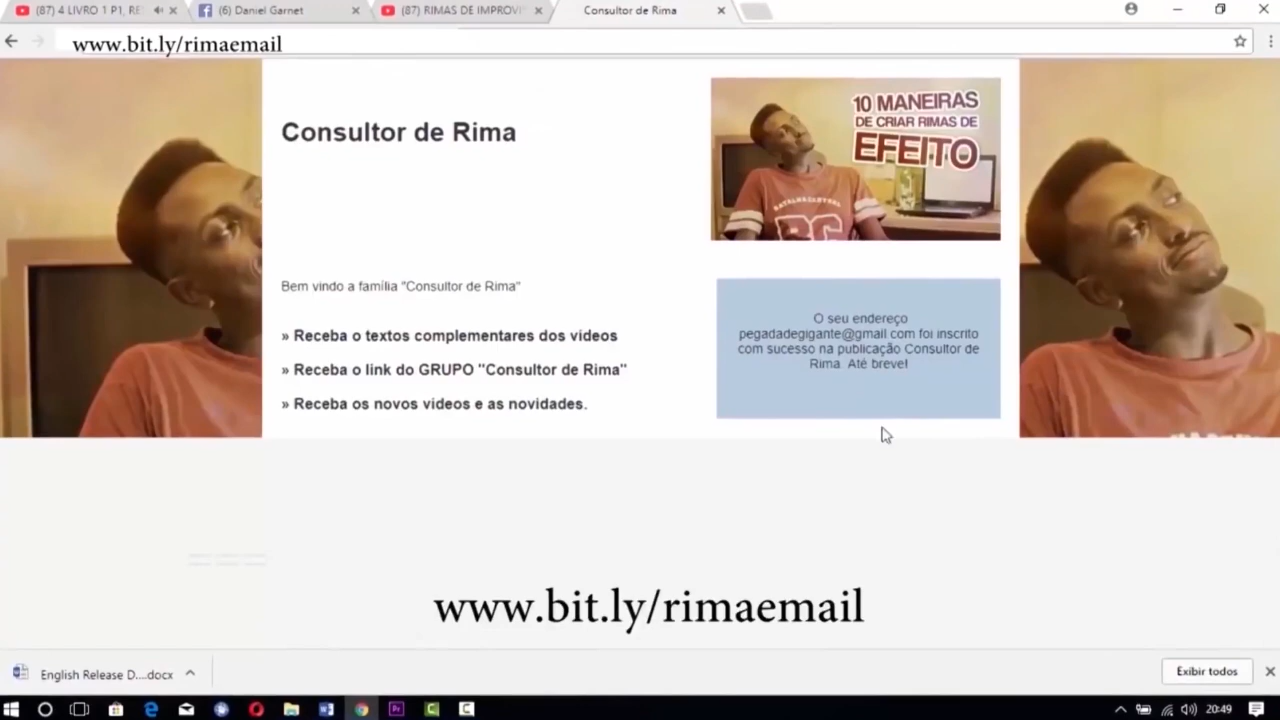 (87) 4 LIVRO 1 P1, RE
(6) Daniel Garnet
(87) RIMAS DE IMPROVI
Consultor de Rima
www.bit.ly/rimaemail
Consultor de Rima
10 MANEIRAS
DE CRIAR RIMAS DE
EFEITO
Bem vindo a família "Consultor de Rima"
» Receba o textos complementares dos vídeos
» Receba o link do GRUPO "Consultor de Rima"
» Receba os novos vídeos e as novidades.
O seu endereço
pegadadegigante@gmail.com foi inscrito
com sucesso na publicação Consultor de
Rima. Até breve!
www.bit.ly/rimaemail
English Release D....docx
Exibir todos
20:49